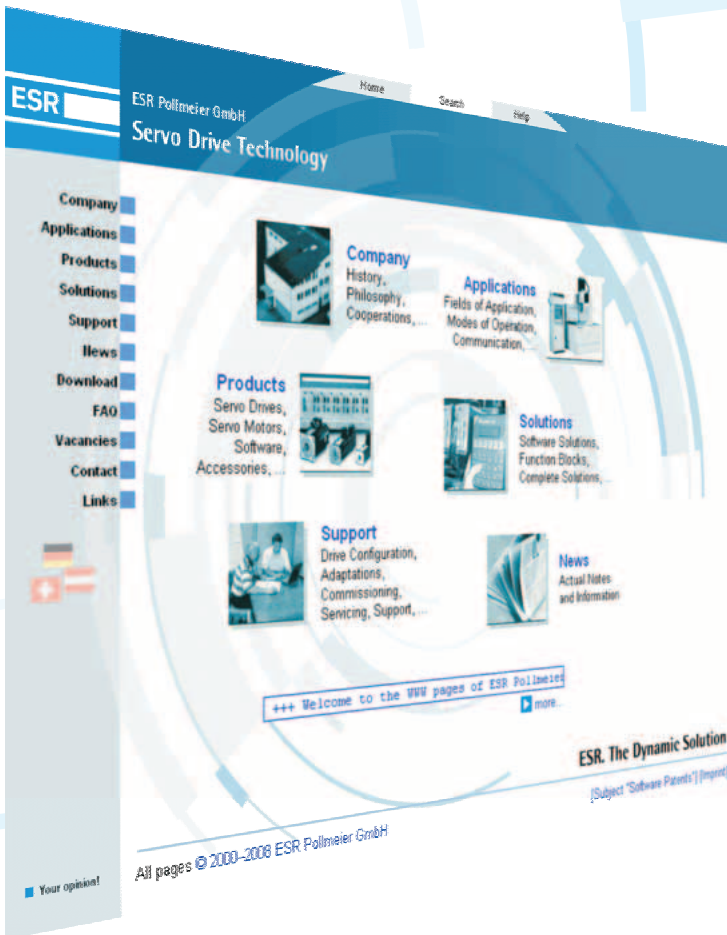 ESR
ESR Pollmeier GmbH
Servo Drive Technology
Home
Search
Help
Company
Applications
Products
Solutions
Support
News
Download
FAQ
Vacancies
Contact
Links
Company
History,
Philosophy,
Cooperations, ...
Applications
Fields of Application,
Modes of Operation,
Communication, ...
Products
Servo Drives,
Servo Motors,
Software,
Accessories, ...
Solutions
Software Solutions,
Function Blocks,
Complete Solutions, ...
Support
Drive Configuration,
Adaptations,
Commissioning,
Servicing, Support, ...
News
Actual Notes
and Information
+++ Welcome to the WWW pages of ESR Pollmeier
more...
ESR. The Dynamic Solution
[Subject "Software Patents"] [Imprint]
All pages © 2000–2008 ESR Pollmeier GmbH
Your opinion!